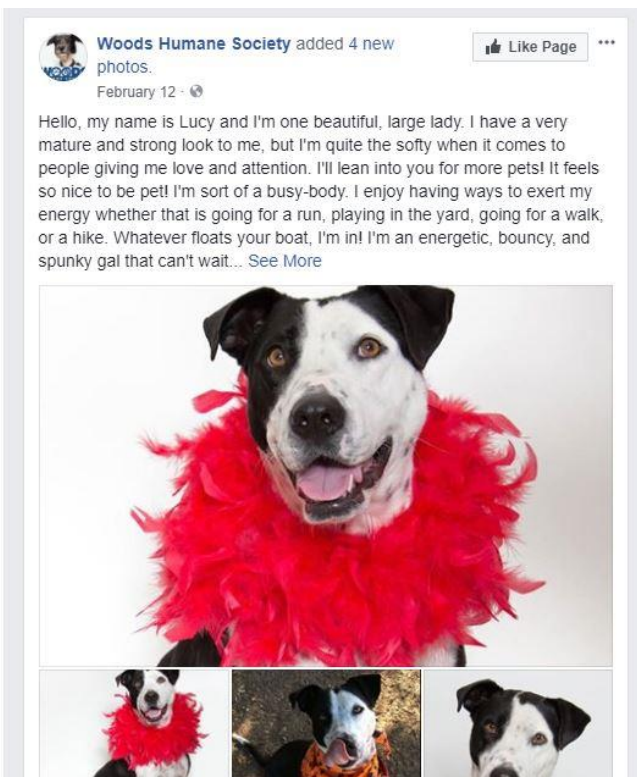 Woods Humane Society added 4 new
photos.
Like Page
February 12
Hello, my name is Lucy and I'm one beautiful, large lady. I have a very
mature and strong look to me, but I'm quite the softy when it comes to
people giving me love and attention. I'll lean into you for more pets! It feels
so nice to be pet! I'm sort of a busy-body. I enjoy having ways to exert my
energy whether that is going for a run, playing in the yard, going for a walk,
or a hike. Whatever floats your boat, I'm in! I'm an energetic, bouncy, and
spunky gal that can't wait... See More